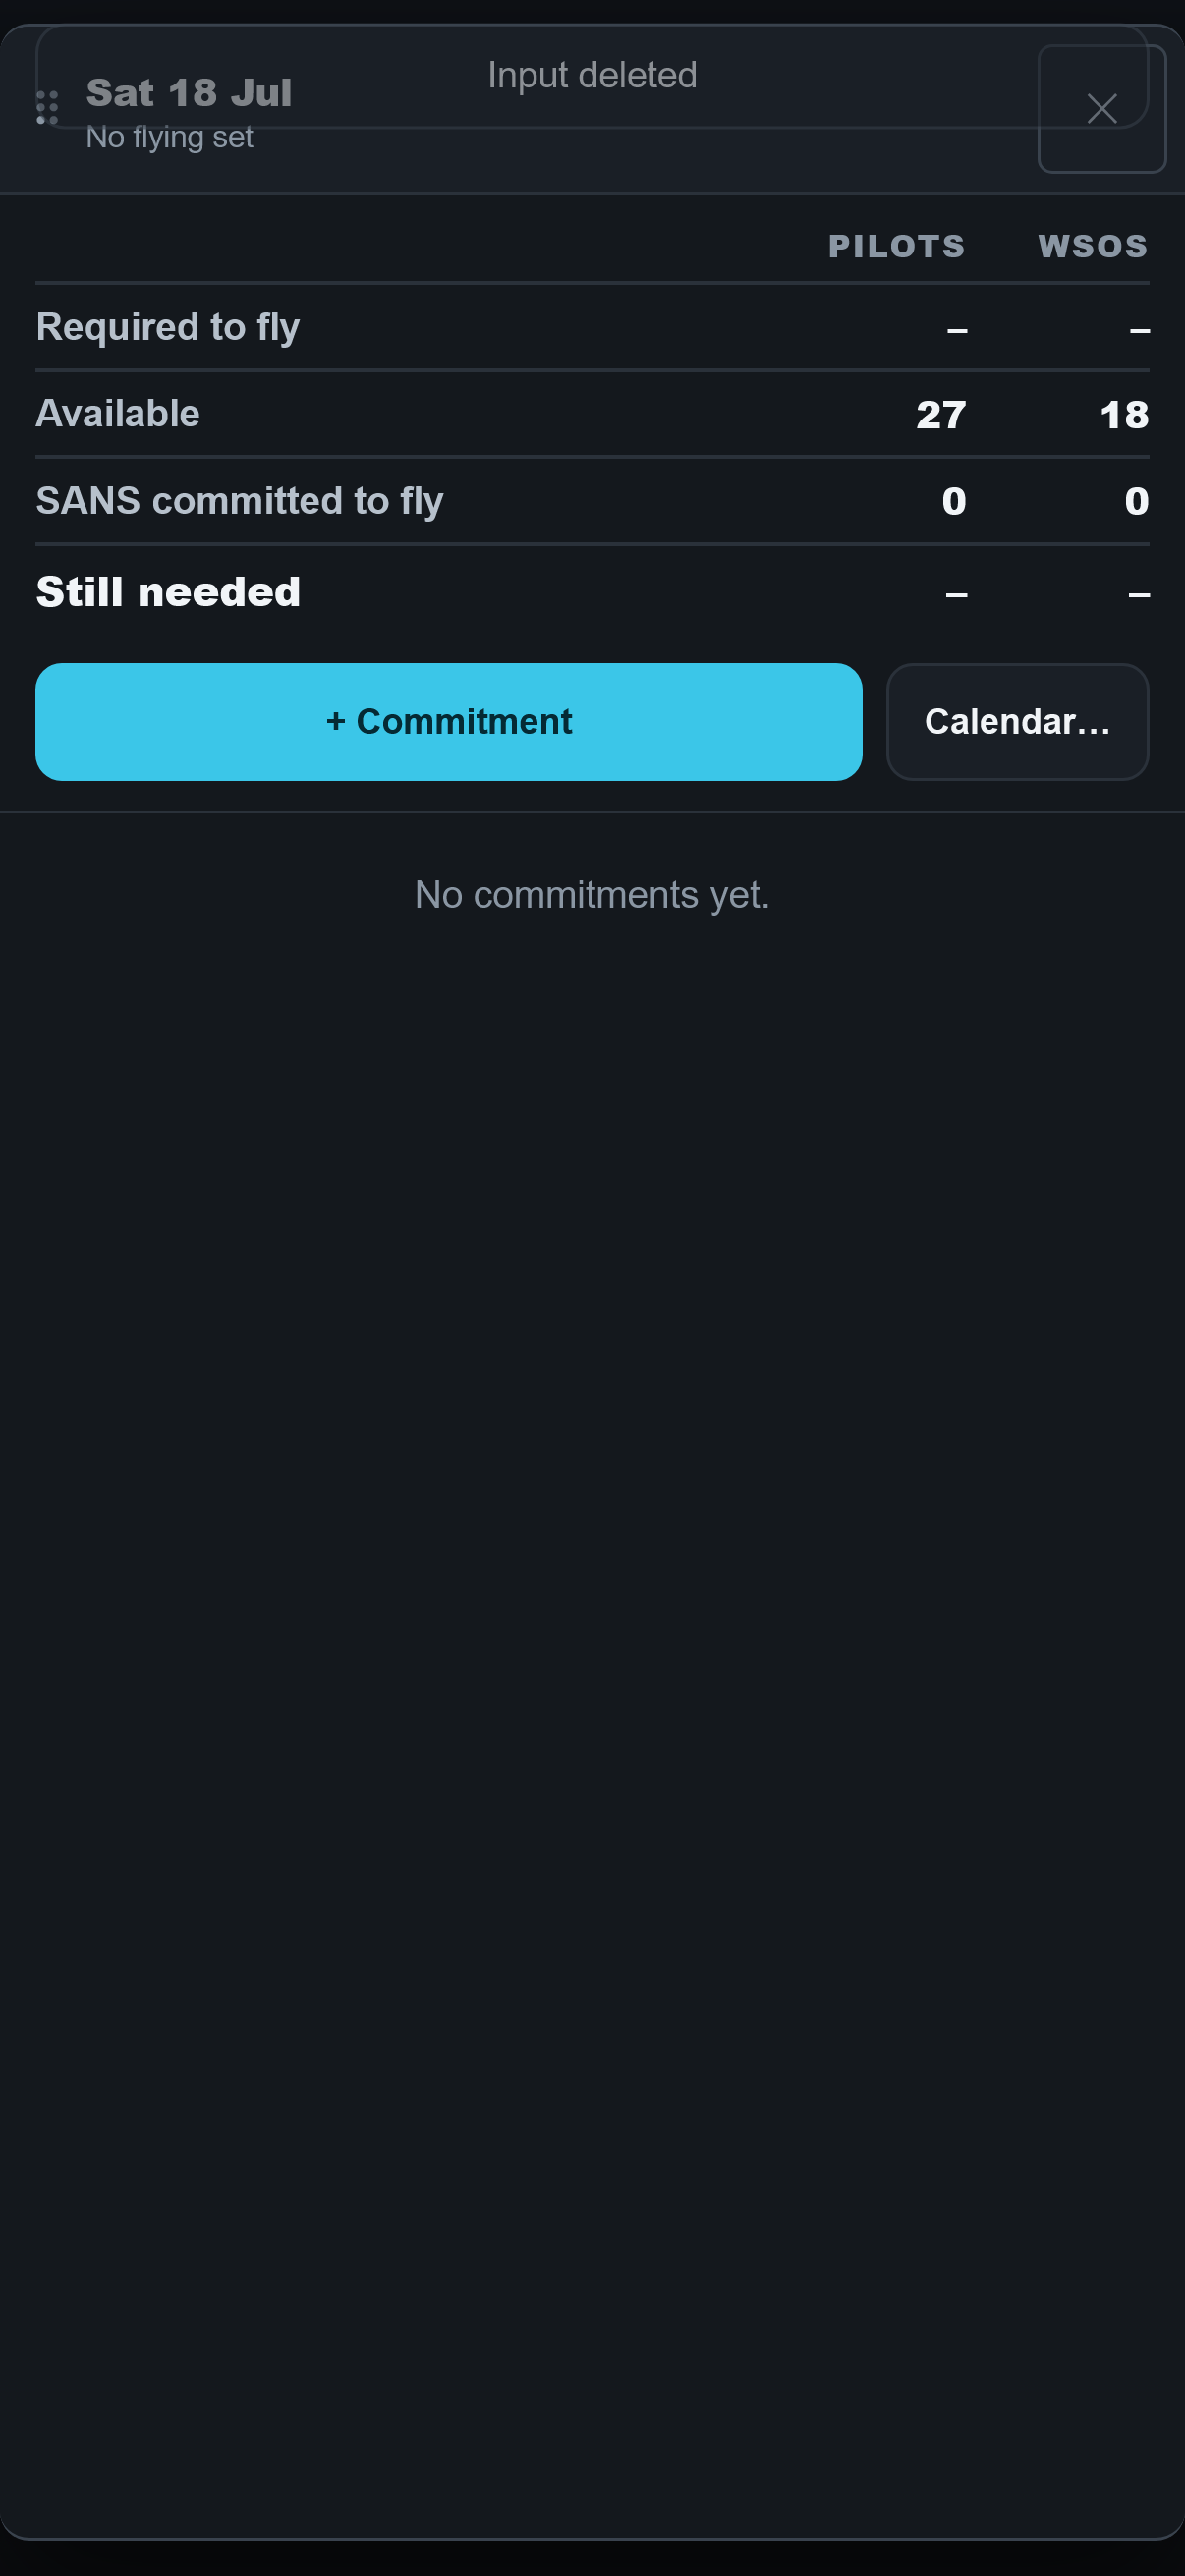 Input deleted
Sat 18 Jul
No flying set
PILOTS WSOS
Required to fly – –
Available 27 18
SANS committed to fly 0 0
Still needed – –
+ Commitment Calendar...
No commitments yet.